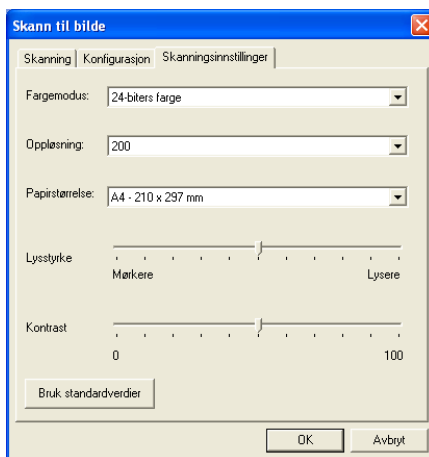 Skann til bilde
Skanning Konfigurasjon Skanningsinnstillinger
Fargemodus: 24-biters farge
Oppløsning: 200
Papirstørrelse: A4 - 210 x 297 mm
Lysstyrke
Mørkere Lysere
Kontrast
0 100
Bruk standardverdier
OK Avbryt